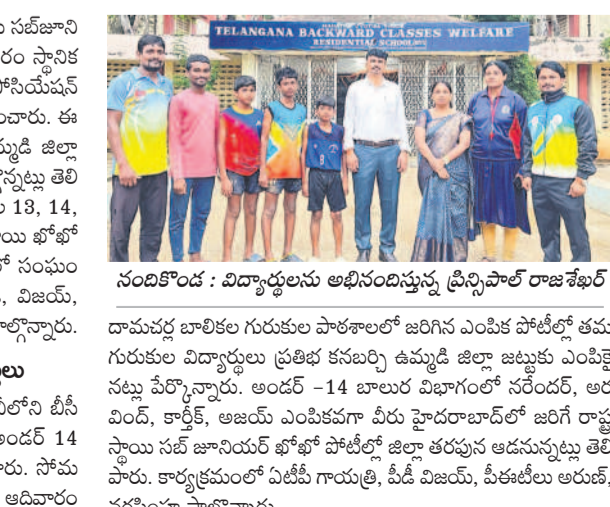 సబ్‌జూని
స్థానిక
సోసియేషన్
చారు. ఈ
మ్మడి జిల్లా
గొన్నట్లు తెలి
13, 14,
యి ఖోఖో
లో సంఘం
విజయ్,
ల్గొన్నారు.
లోని బీసీ
అండర్ 14
రు. సోమ
ఆదివారం
TELANGANA BACKWARD CLASSES WELFARE
RESIDENTIAL SCHOOL
నందికొండ : విద్యార్థులను అభినందిస్తున్న ప్రిన్సిపాల్ రాజశేఖర్
దామచర్ల బాలికల గురుకుల పాఠశాలలో జరిగిన ఎంపిక పోటీల్లో తమ
గురుకుల విద్యార్థులు ప్రతిభ కనబర్చి ఉమ్మడి జిల్లా జట్టుకు ఎంపికై
నట్లు పేర్కొన్నారు. అండర్ –14 బాలుర విభాగంలో నరేందర్, అర
వింద్, కార్తీక్, అజయ్ ఎంపికవగా వీరు హైదరాబాద్‌లో జరిగే రాష్ట్ర
స్థాయి సబ్ జూనియర్ ఖోఖో పోటీల్లో జిల్లా తరపున ఆడనున్నట్లు తెలి
పారు. కార్యక్రమంలో ఏటీపీ గాయత్రి, పీడీ విజయ్, పీఈటీలు అరుణ్,